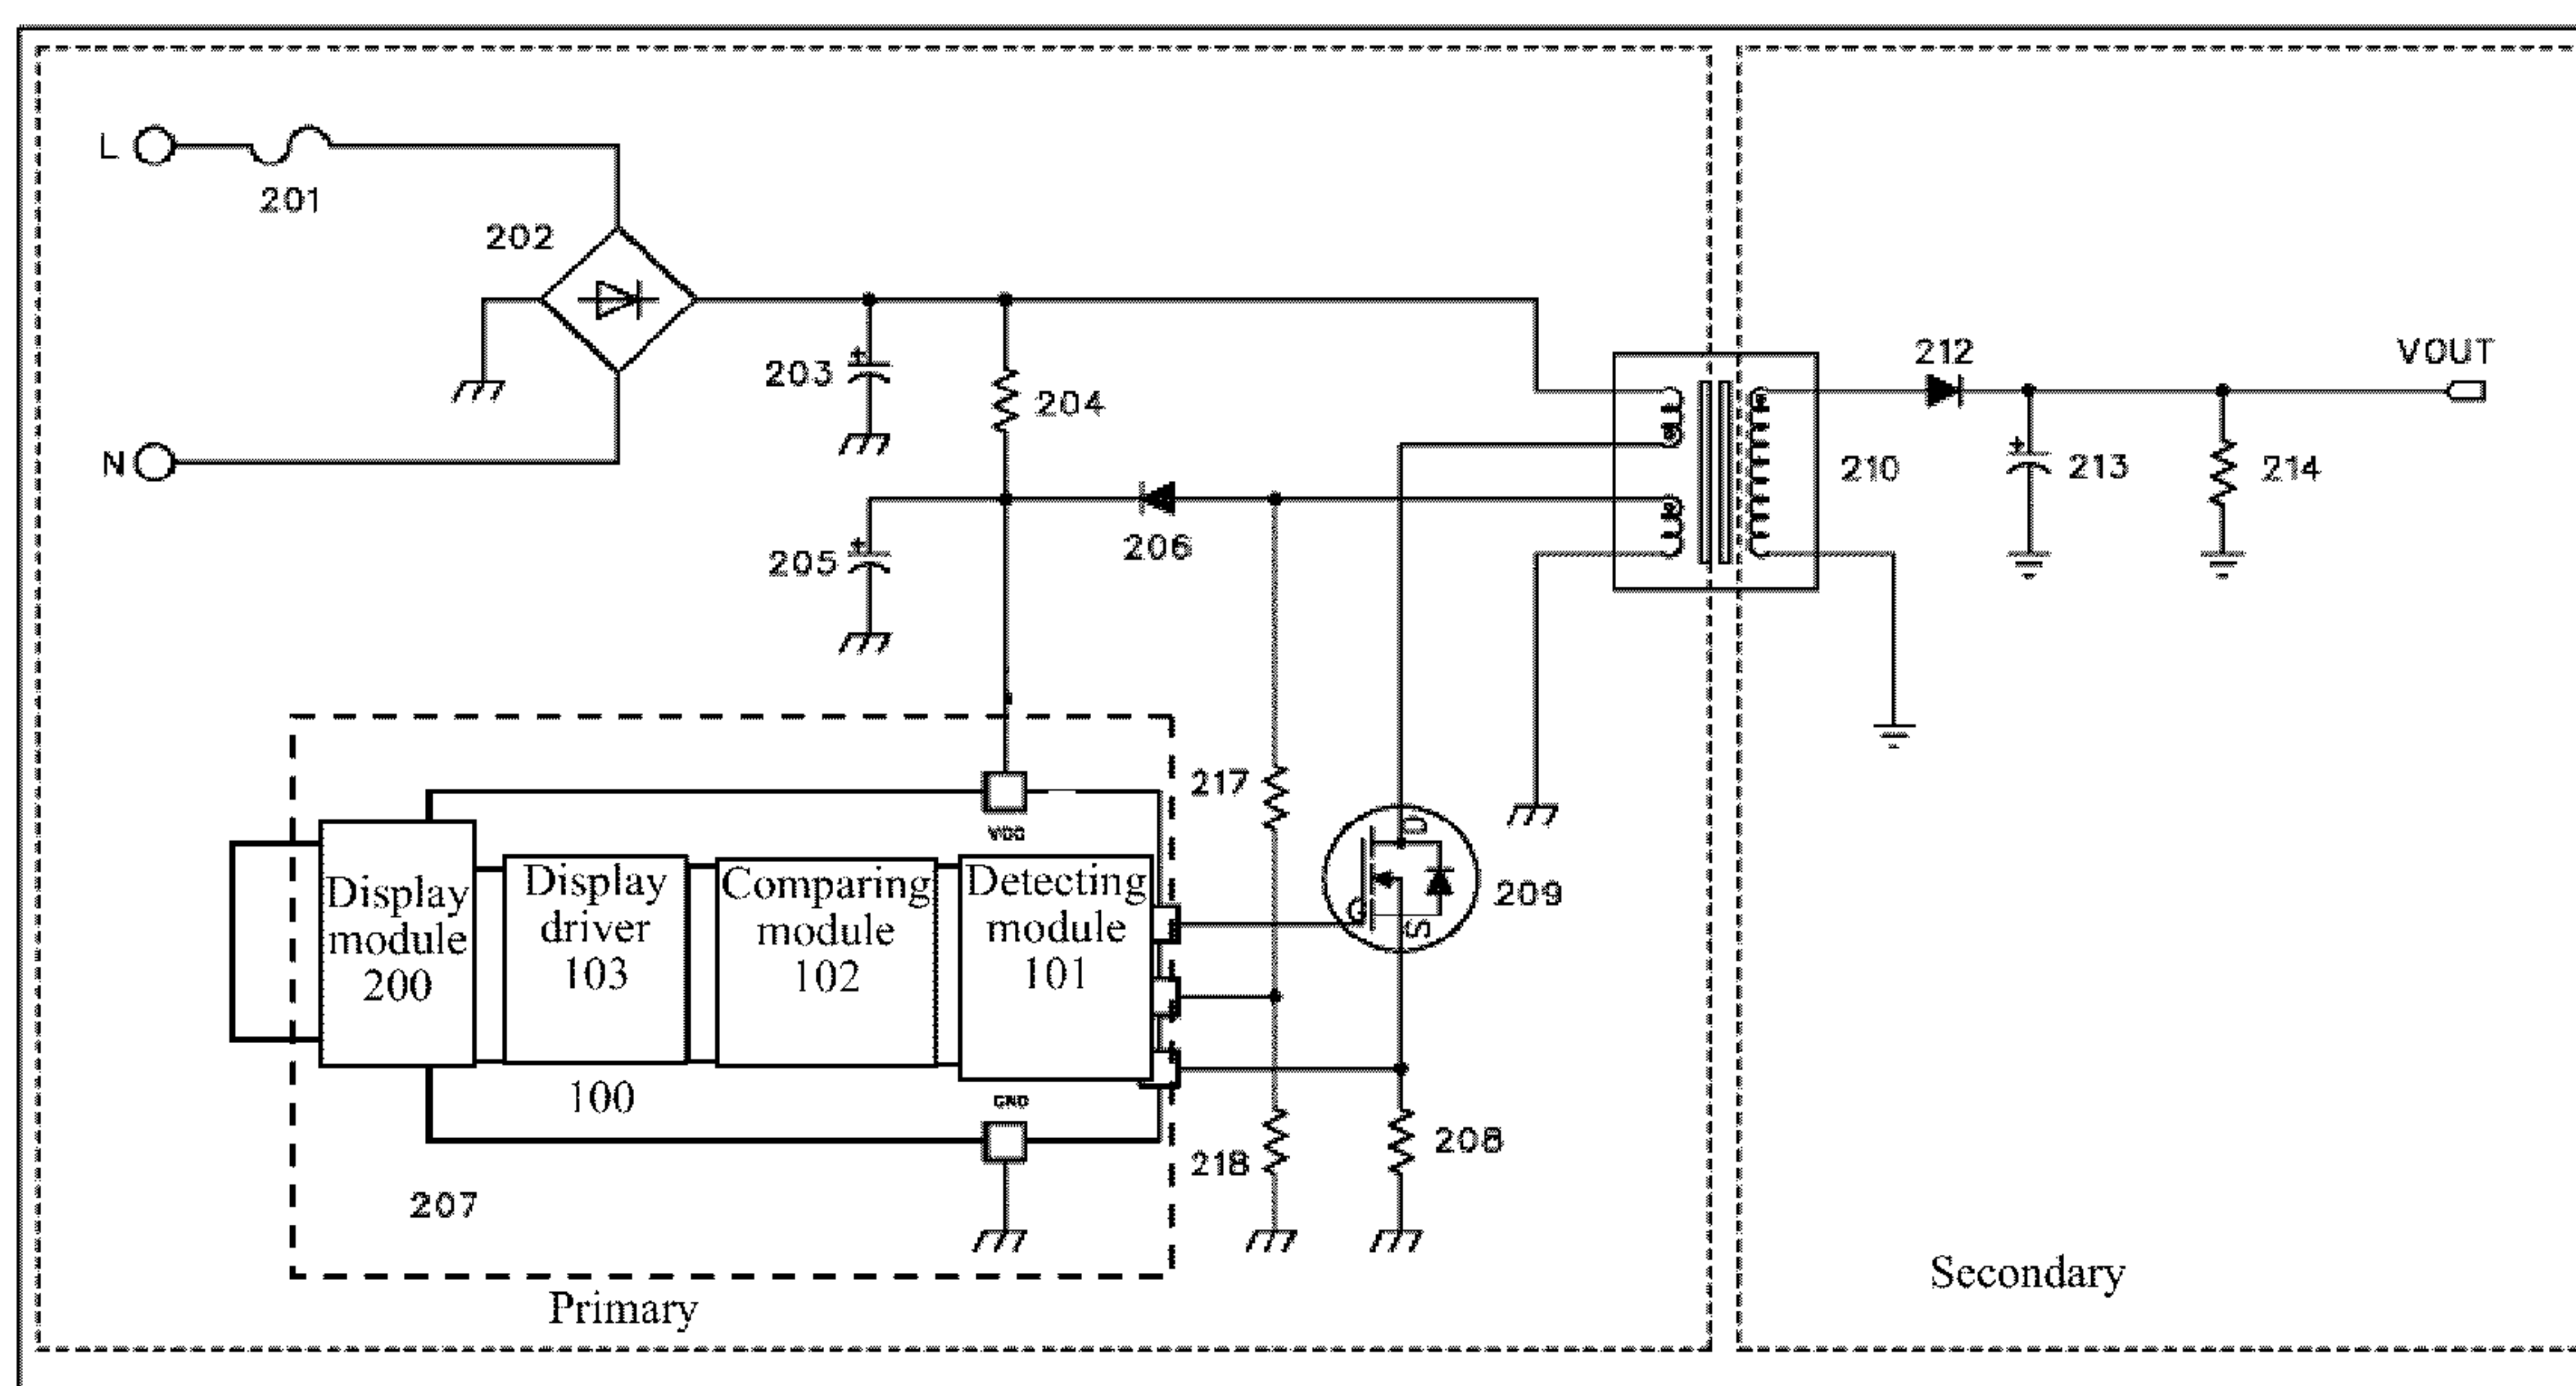 L
201
202
N
203
204
205
206
VCC
Display
module
200
Display
driver
103
Comparing
module
102
Detecting
module
101
100
GND
207
217
218
D
G
S
209
208
210
212
213
214
VOUT
Primary
Secondary